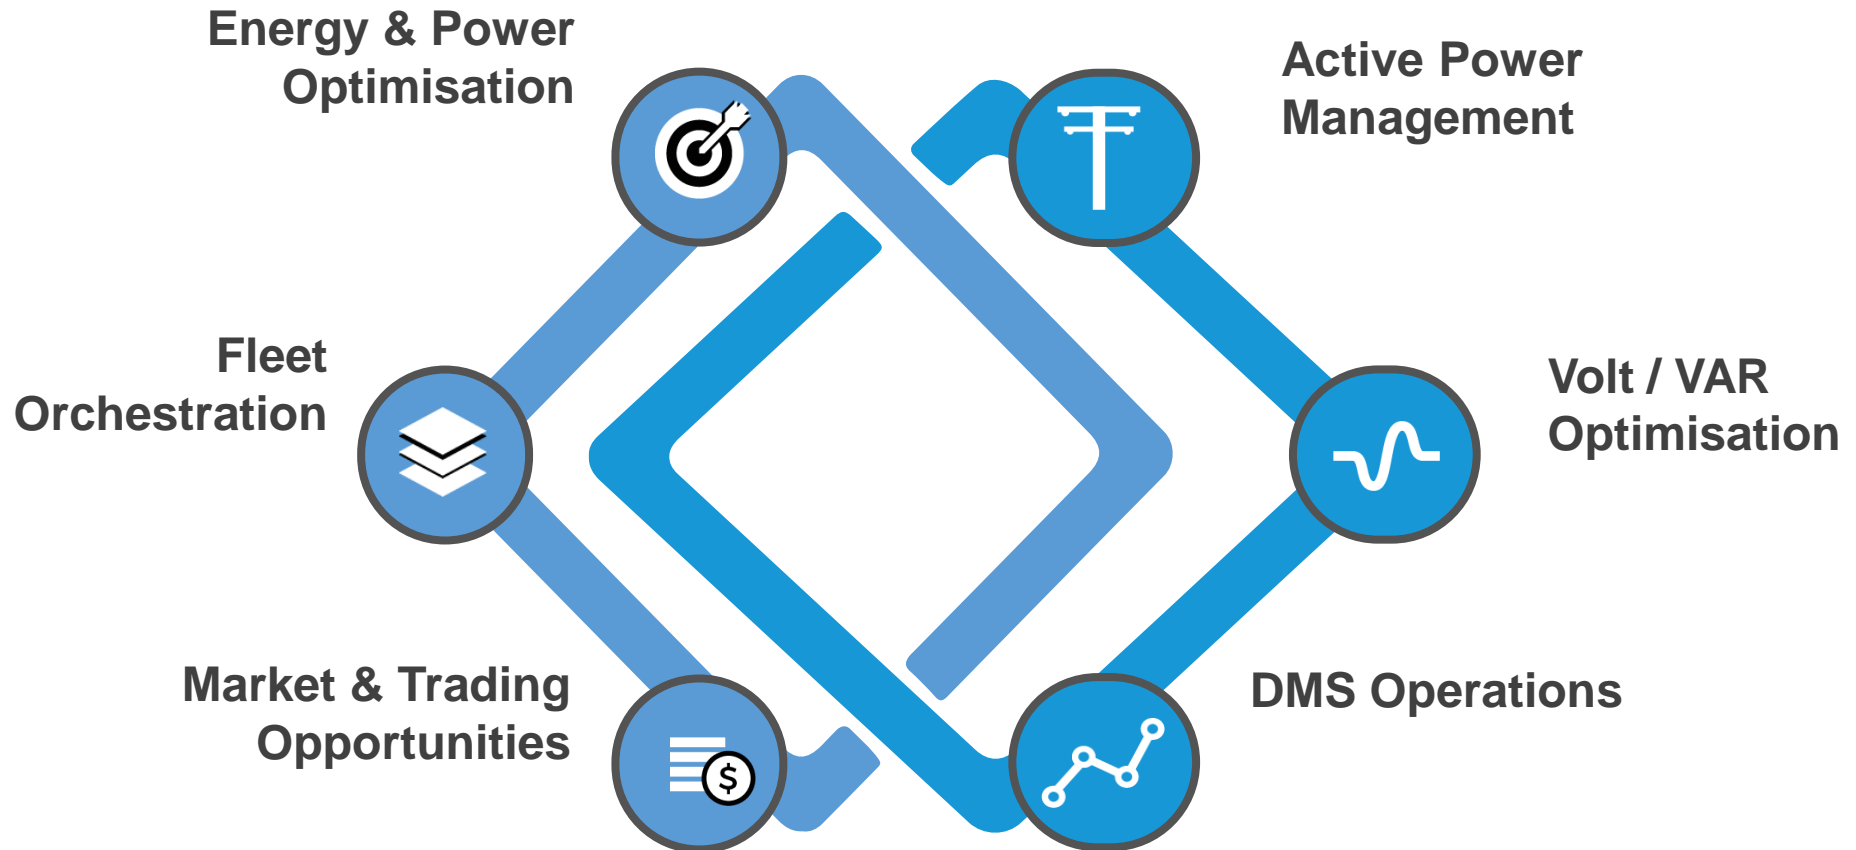 Energy & Power
Optimisation
Active Power
Management
Fleet
Orchestration
Volt / VAR
Optimisation
Market & Trading
Opportunities
$
DMS Operations